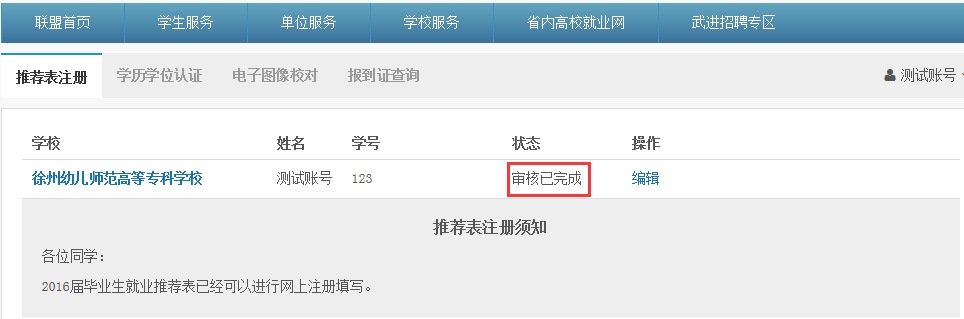 联盟首页 学生服务 单位服务 学校服务 省内高校就业网 武进招聘专区
推荐表注册 学历学位认证 电子图像核对 报到证查询 测试账号
学校 姓名 学号 状态 操作
徐州幼儿师范高等专科学校 测试账号 123 审核已完成 编辑
推荐表注册须知
各位同学：
2016届毕业生就业推荐表已经可以进行网上注册填写。